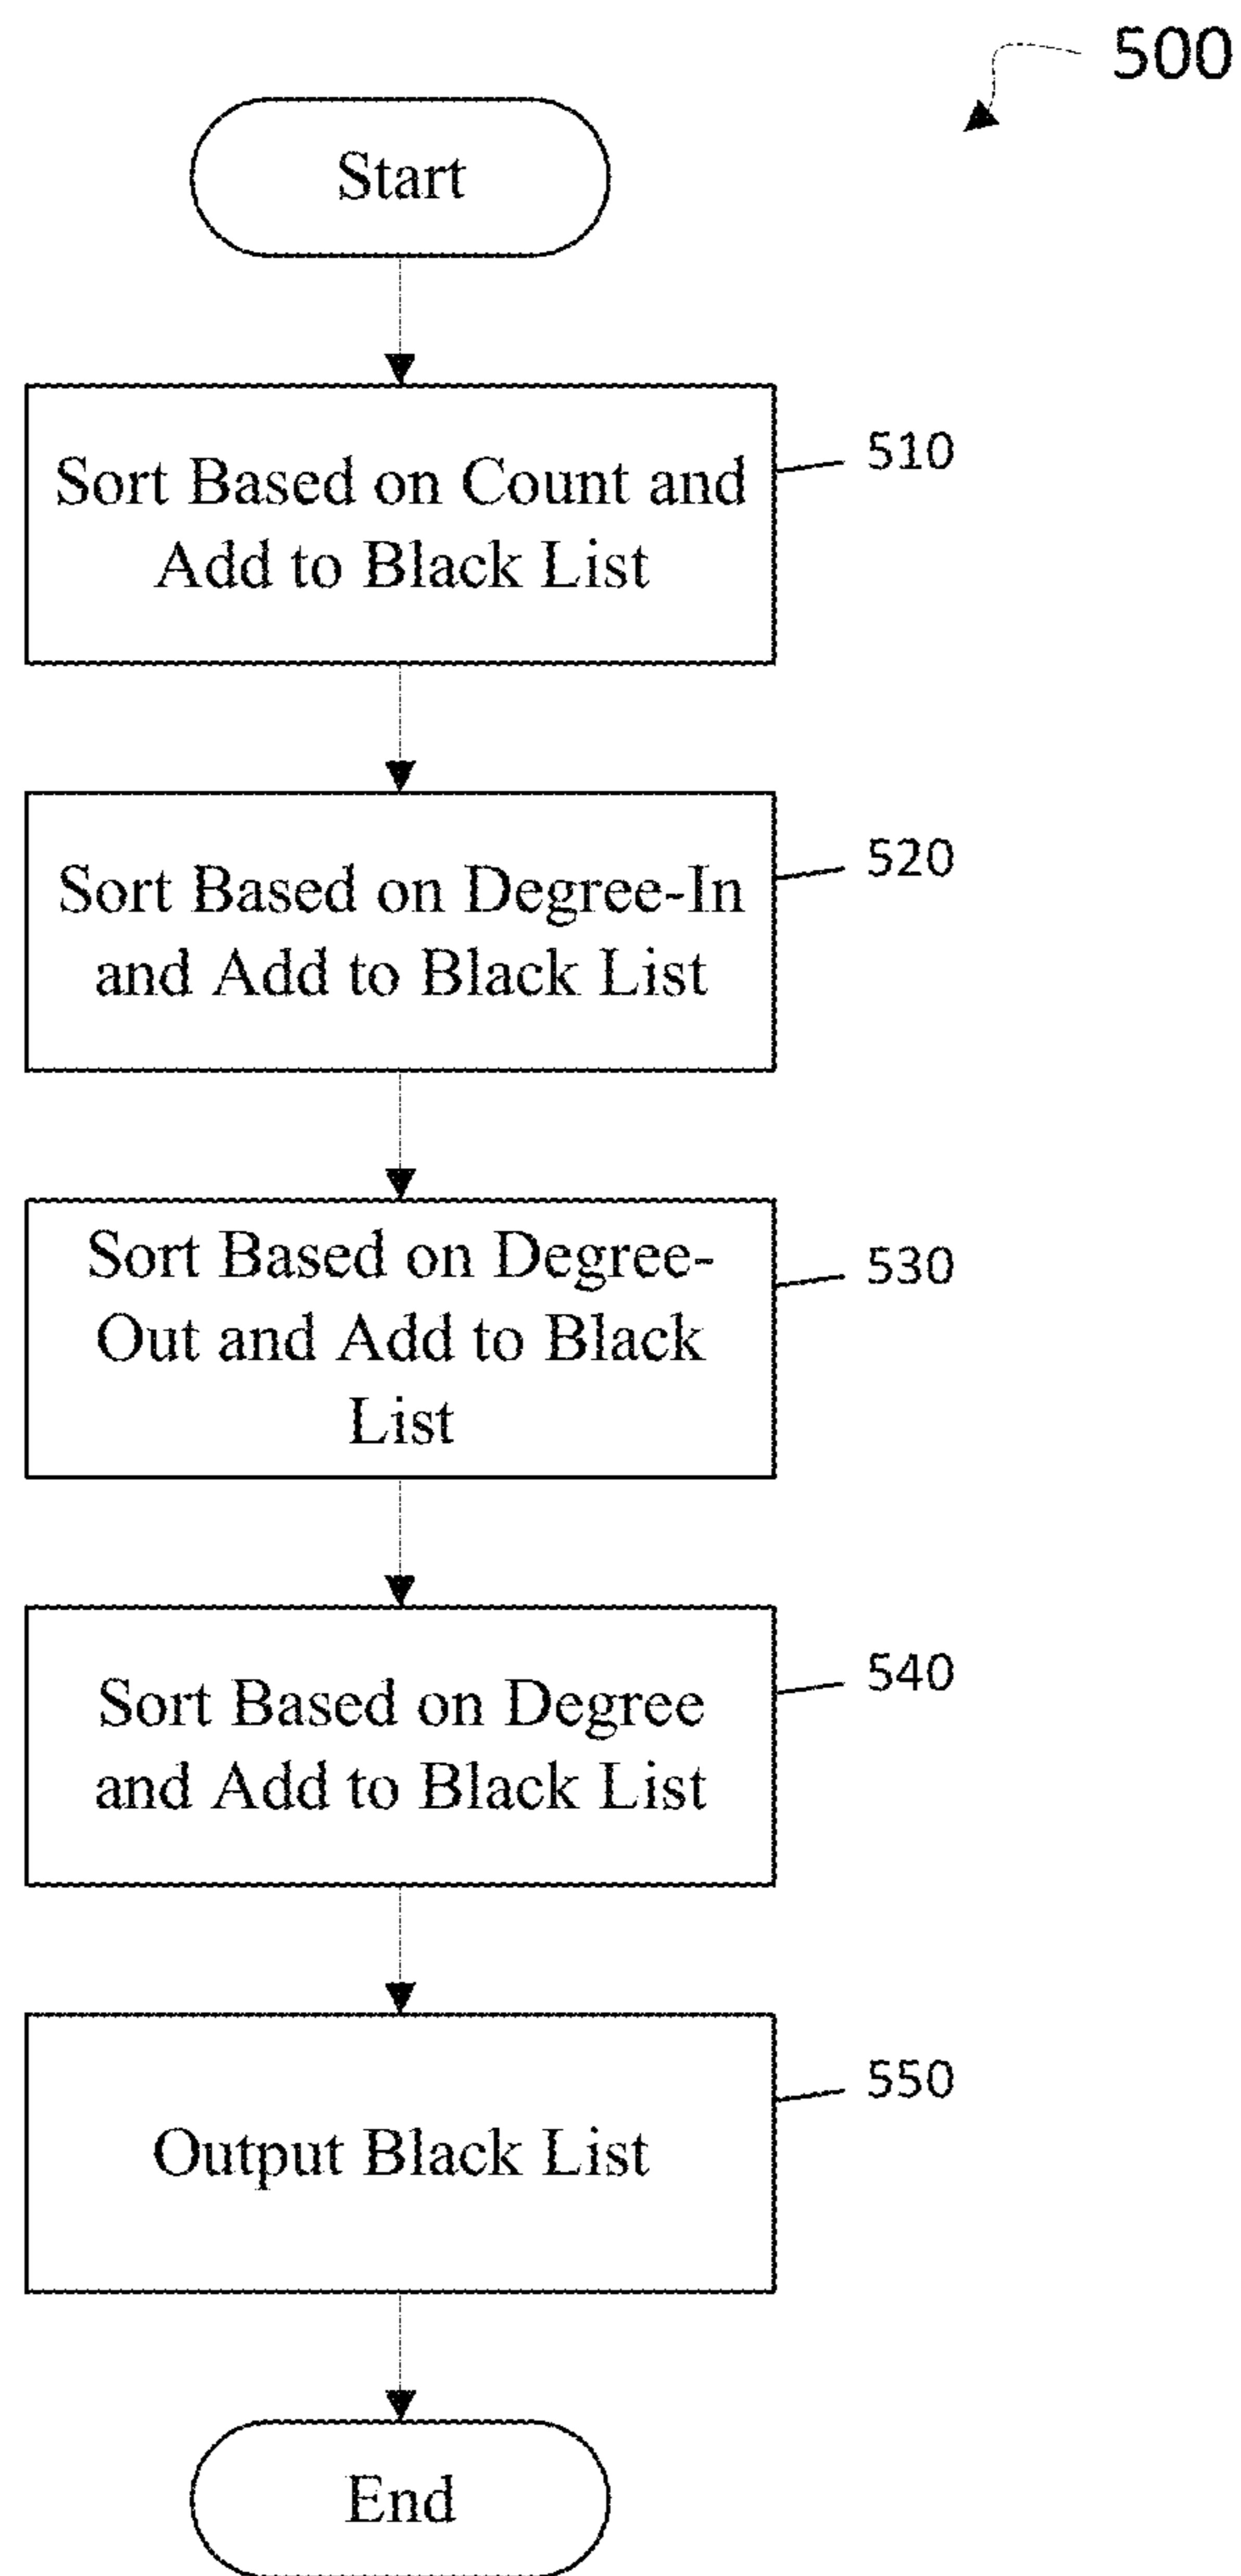 500
Start
Sort Based on Count and
Add to Black List
510
Sort Based on Degree-In
and Add to Black List
520
Sort Based on Degree-
Out and Add to Black
List
530
Sort Based on Degree
and Add to Black List
540
Output Black List
550
End